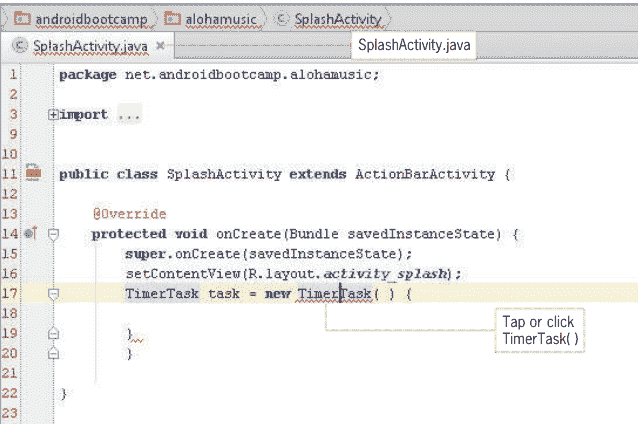 androidbootcamp alohamusic SplashActivity
SplashActivity.java
SplashActivity.java
1 package net.androidbootcamp.alohamusic;
2
3 import ...
9
10
11 public class SplashActivity extends ActionBarActivity {
12
13 @Override
14 protected void onCreate(Bundle savedInstanceState) {
15 super.onCreate(savedInstanceState);
16 setContentView(R.layout.activity_splash);
17 TimerTask task = new TimerTask( ) {
18
Tap or click
TimerTask( )
19 }
20 }
21
22 }
23